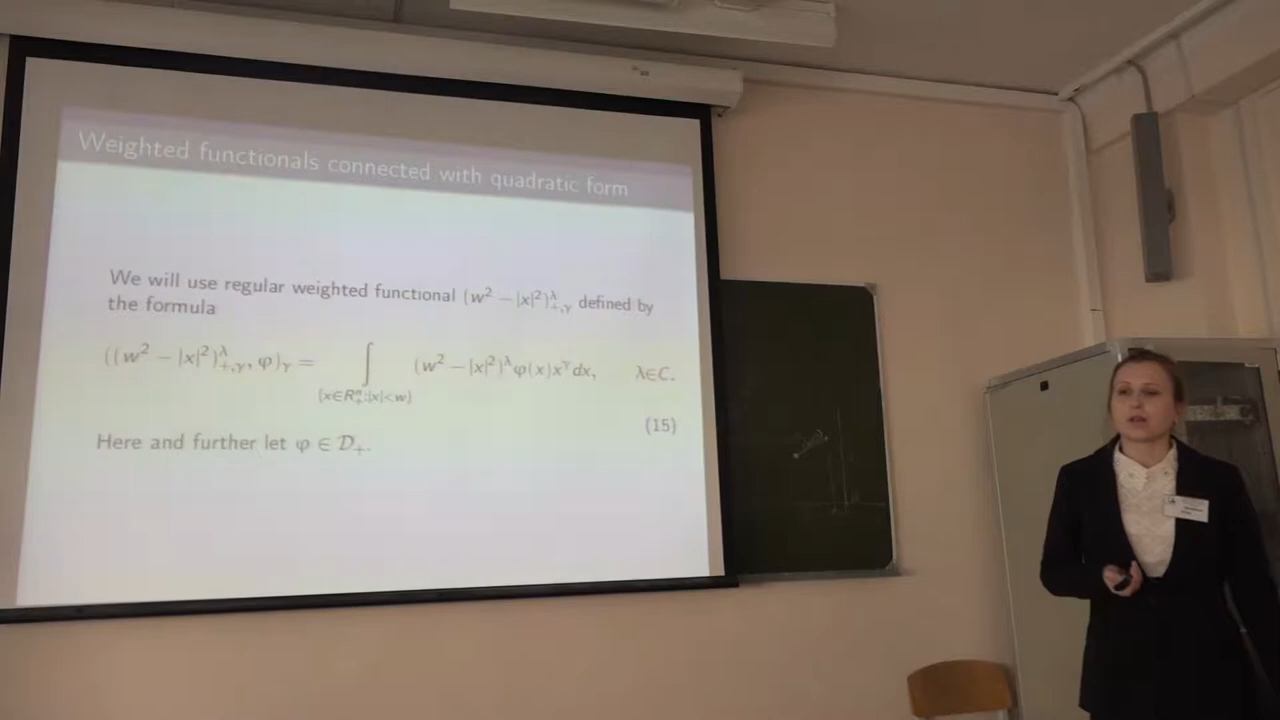 Weighted functionals connected with quadratic form
We will use regular weighted functional (w² − |x|²)^λ_{+,γ} defined by
the formula
((w² − |x|²)^λ_{+,γ}, φ)_γ = ∫_{{x∈R^n_+:|x|<w}} (w² − |x|²)^λ φ(x)x^γ dx, λ∈C.
(15)
Here and further let φ ∈ D₊.